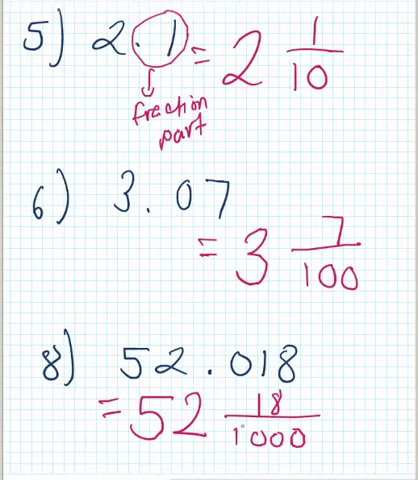 5) 2.1 = 2 1/10
fraction
part
6) 3.07
= 3 7/100
8) 52.018
= 52 18/1000